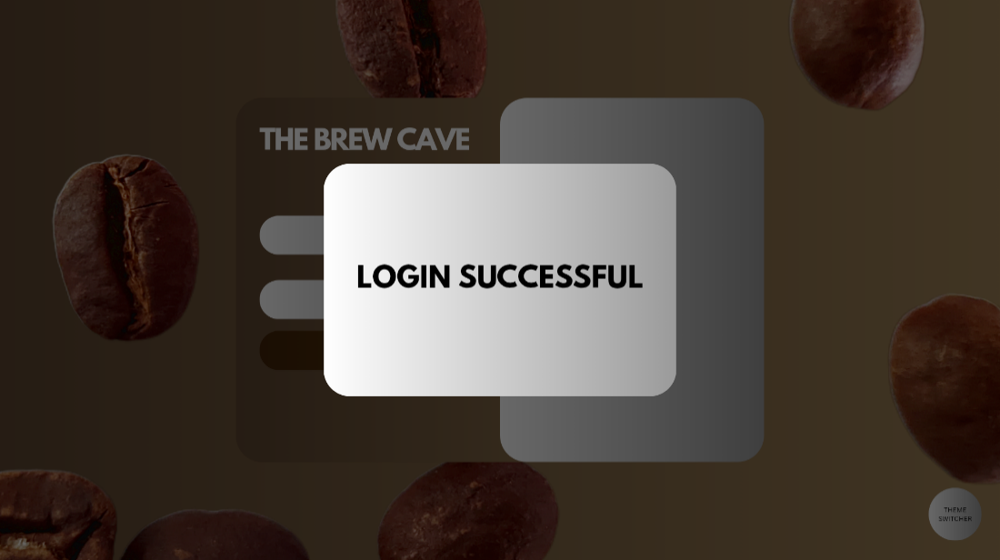 THE BREW CAVE
LOGIN SUCCESSFUL
THEME
SWITCHER